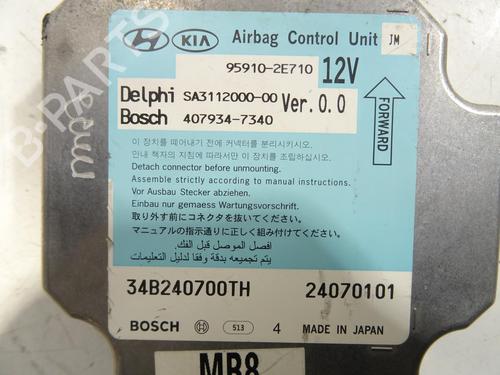 HYUNDAI KIA Airbag Control Unit JM
95910-2E710 12V
Delphi SA3112000-00 Ver.0.0
Bosch 407934-7340
FORWARD
이 장치를 떼어내기 전에 커넥터를 분리하시오.
안내 책자의 지침에 따라서만 이 장치를 조립하십시오.
Detach connector before unmounting.
Assemble strictly according to manual instructions.
Vor Ausbau Stecker abziehen.
Einbau nur gemaess Wartungsvorschrift.
取り外す前にコネクタを抜いてください。
マニュアルの指示通りに正しく組み付けてください
افصل الموصل قبل الفك.
يتم تجميعه بدقة وفقا لدليل التعليمات
34B240700TH 24070101
BOSCH 513 4 MADE IN JAPAN
MB8
B-PARTS